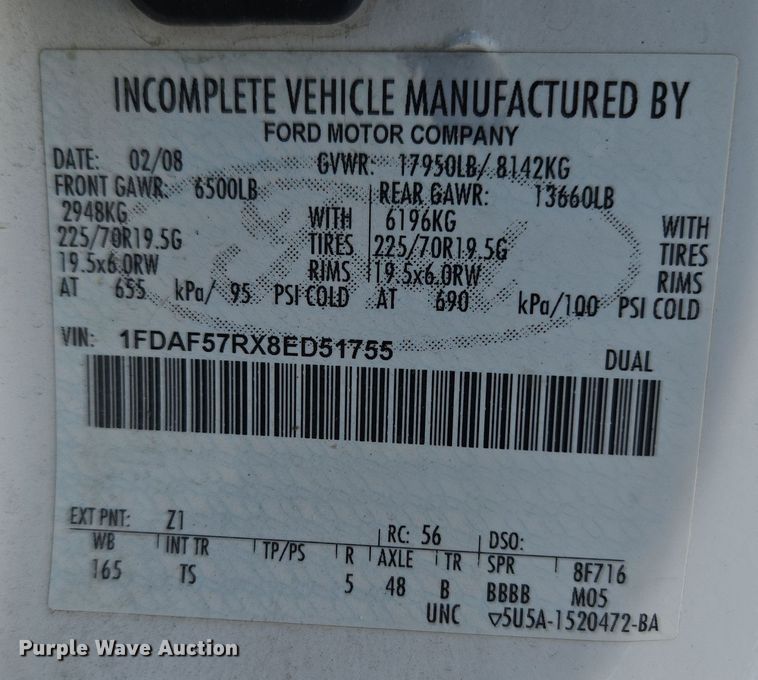 INCOMPLETE VEHICLE MANUFACTURED BY
FORD MOTOR COMPANY
DATE: 02/08 GVWR: 17950LB/ 8142KG
FRONT GAWR: 6500LB REAR GAWR: 13660LB
2948KG WITH 6196KG WITH
225/70R19.5G TIRES 225/70R19.5G TIRES
19.5x6.0RW RIMS 19.5x6.0RW RIMS
AT 655 kPa/ 95 PSI COLD AT 690 kPa/100 PSI COLD
VIN: 1FDAF57RX8ED51755 DUAL
EXT PNT: Z1 RC: 56 DSO:
WB INT TR TP/PS R AXLE TR SPR 8F716
165 TS 5 48 B BBBB M05
UNC ▽5U5A-1520472-BA
Purple Wave Auction